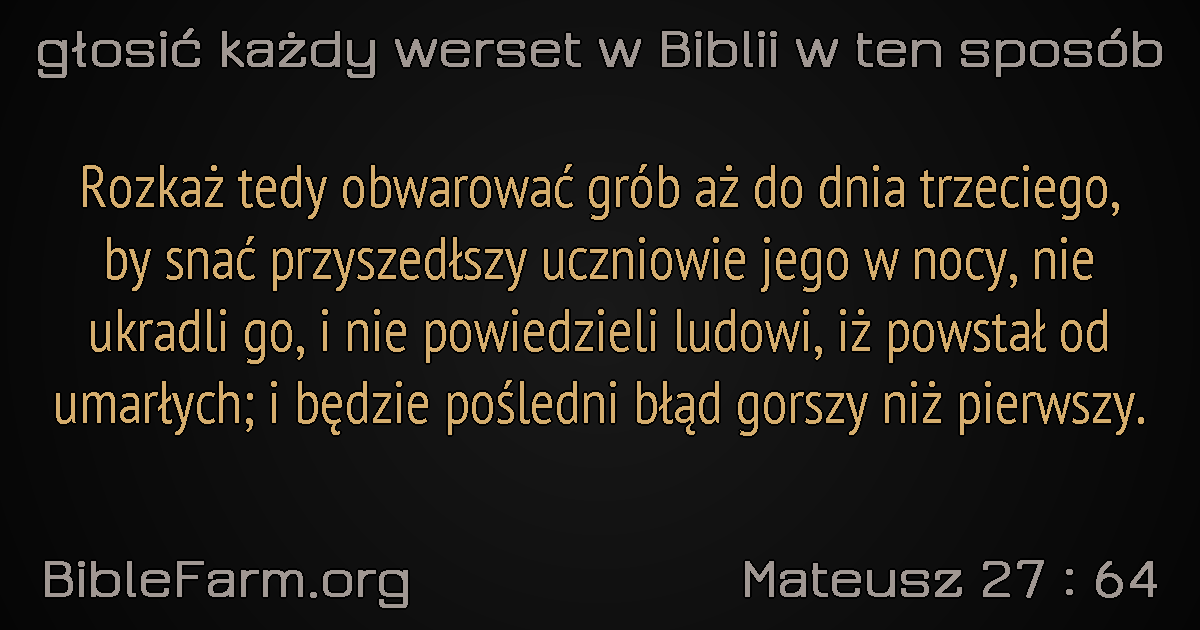 głosić każdy werset w Biblii w ten sposób
Rozkaż tedy obwarować grób aż do dnia trzeciego,
by snać przyszedłszy uczniowie jego w nocy, nie
ukradli go, i nie powiedzieli ludowi, iż powstał od
umarłych; i będzie pośledni błąd gorszy niż pierwszy.
BibleFarm.org
Mateusz 27 : 64